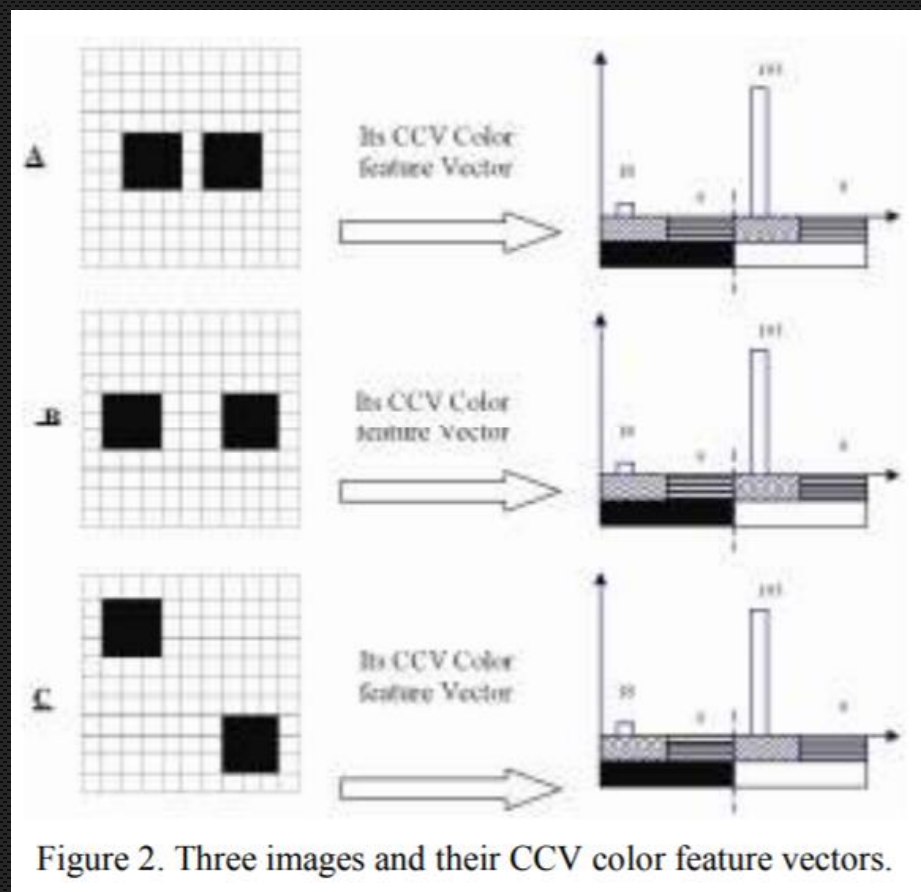 A
Its CCV Color
feature Vector
B
Its CCV Color
feature Vector
C
Its CCV Color
feature Vector
Figure 2. Three images and their CCV color feature vectors.